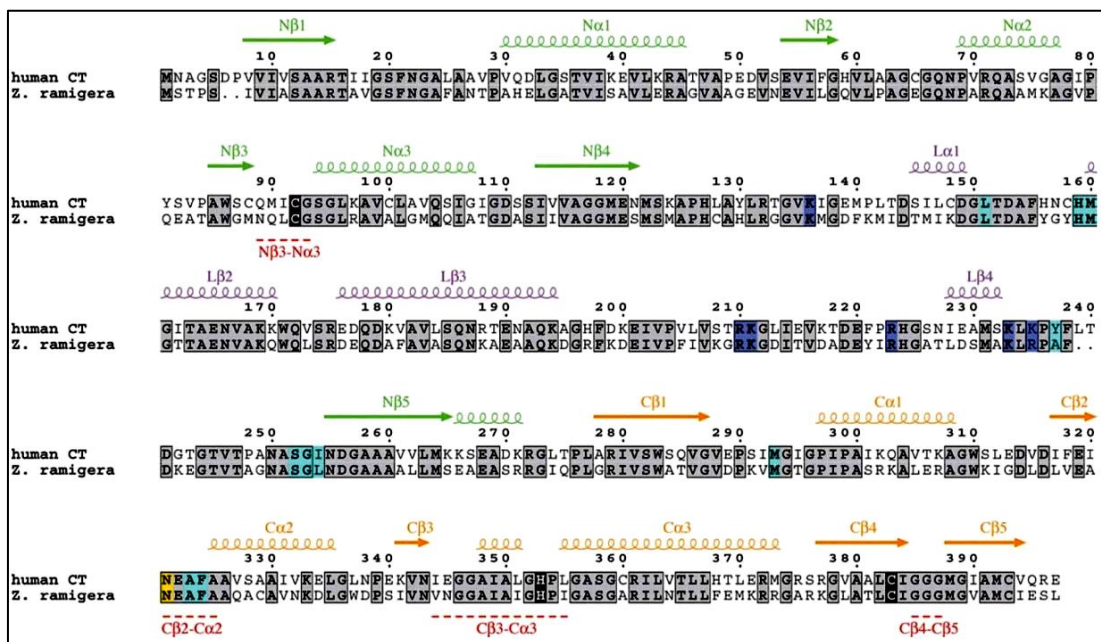 Nβ1 Nα1 Nβ2 Nα2
10 20 30 40 50 60 70 80
human CT MNAGSDPVVIVSAARTIIGSFNGALAAVPVQDLGSTVIKEVLKRATVAPEDVSEVIFGHVLAAGCGQNPVRQASVGAGIP
Z. ramigera MSTPS..IVIASAARTAVGSFNGAFANTPAHELGATVISAVLERAGVAAGEVNEVILGQVLPAGEGQNPARQAAMKAGVP
Nβ3 Nα3 Nβ4 Lα1
90 100 110 120 130 140 150 160
human CT YSVPAWSCQMICGSGLKAVCLAVQSIGIGDSSIVVAGGMENMSKAPHLAYLRTGVKIGEMPLTDSILCDGLTDAFHNCHM
Z. ramigera QEATAWGMNQLCGSGLRAVALGMQQIATGDASIIVAGGMESMSMAPHCAHLRGGVKMGDFKMIDTMIKDGLTDAFYGYHM
Nβ3-Nα3
Lβ2 Lβ3 Lβ4
170 180 190 200 210 220 230 240
human CT GITAENVAKKWQVSREDQDKVAVLSQNRTENAQKAGHFDKEIVPVLVSTRKGLIEVKTDEFPRHGSNIEAMSKLKPYFLT
Z. ramigera GTTAENVAKQWQLSRDEQDAFAVASQNKAEAAQKDGRFKDEIVPFIVKGRKGDITVDADEYIRHGATLDSMAKLRPAF..
Nβ5 Cβ1 Cα1 Cβ2
250 260 270 280 290 300 310 320
human CT DGTGTVTPANASGINDGAAAVVLMKKSEADKRGLTPLARIVSWSQVGVEPSIMGIGPIPAIKQAVTKAGWSLEDVDIFEI
Z. ramigera DKEGTVTAGNASGLNDGAAAALLMSEAEASRRGIQPLGRIVSWATVGVDPKVMGTGPIPASRKALERAGWKIGDLDLVEA
Cα2 Cβ3 Cα3 Cβ4 Cβ5
330 340 350 360 370 380 390
human CT NEAFAAVSAAIVKELGLNPEKVNIEGGAIALGHPLGASGCRILVTLLHTLERMGRSRGVAALCIGGGMGIAMCVQRE
Z. ramigera NEAFAAQACAVNKDLGWDPSIVNVNGGAIAIGHPIGASGARILNTLLFEMKRRGARKGLATLCIGGGMGVAMCIESL
Cβ2-Cα2 Cβ3-Cα3 Cβ4-Cβ5